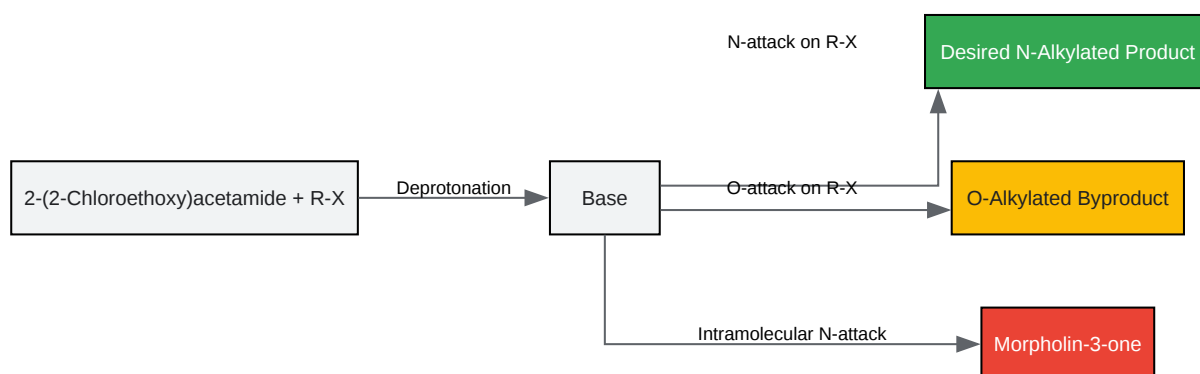 N-attack on R-X
Desired N-Alkylated Product
2-(2-Chloroethoxy)acetamide + R-X
Deprotonation
Base
O-attack on R-X
O-Alkylated Byproduct
Intramolecular N-attack
Morpholin-3-one